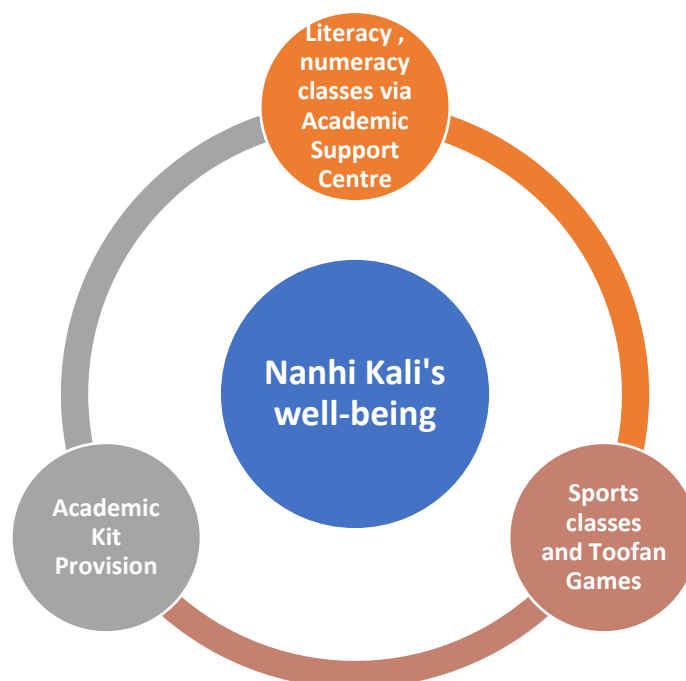 Literacy ,
numeracy
classes via
Academic
Support
Centre
Nanhi Kali's
well-being
Academic
Kit
Provision
Sports
classes
and Toofan
Games